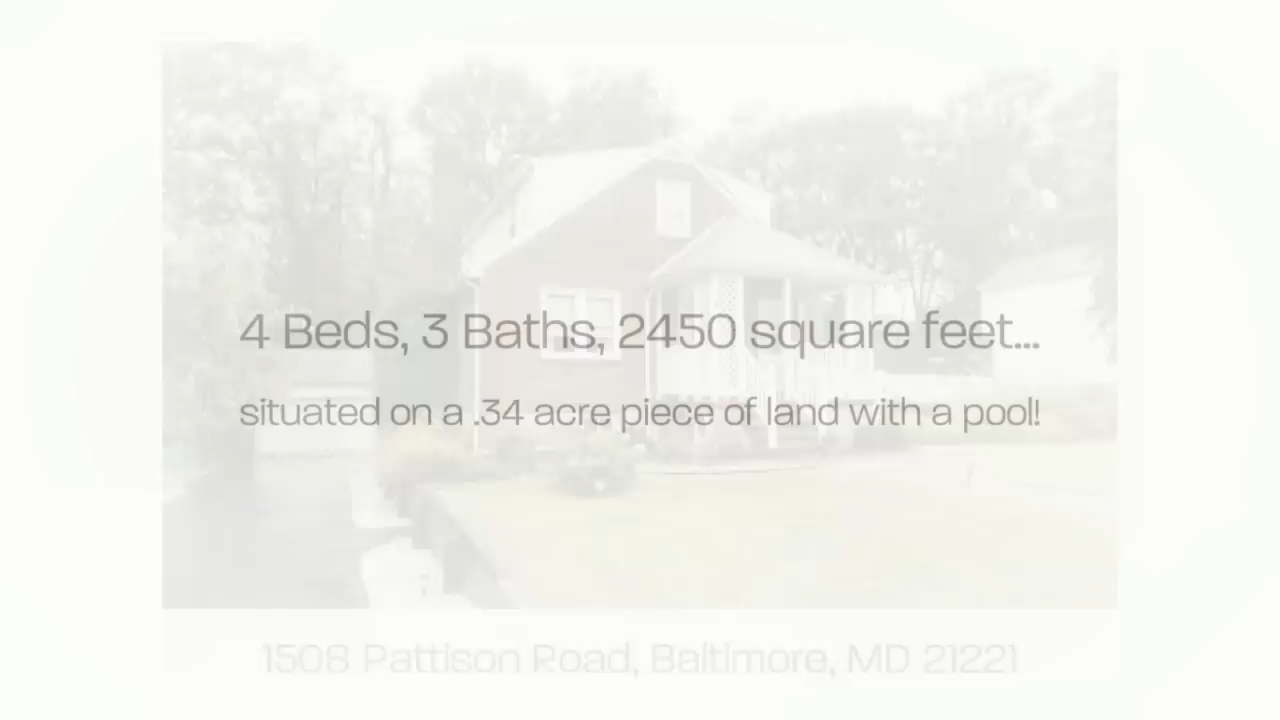 4 Beds, 3 Baths, 2450 square feet...
situated on a .34 acre piece of land with a pool!
1508 Pattison Road, Baltimore, MD 21221